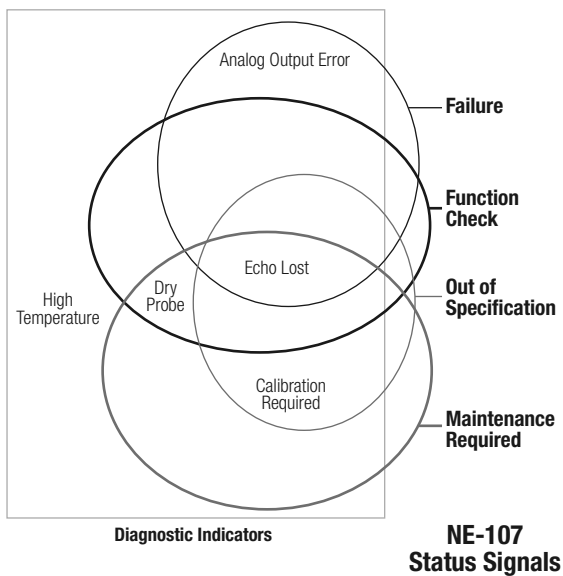 Analog Output Error
Failure
Function
Check
Echo Lost
Dry
Probe
High
Temperature
Out of
Specification
Calibration
Required
Maintenance
Required
Diagnostic Indicators
NE-107
Status Signals